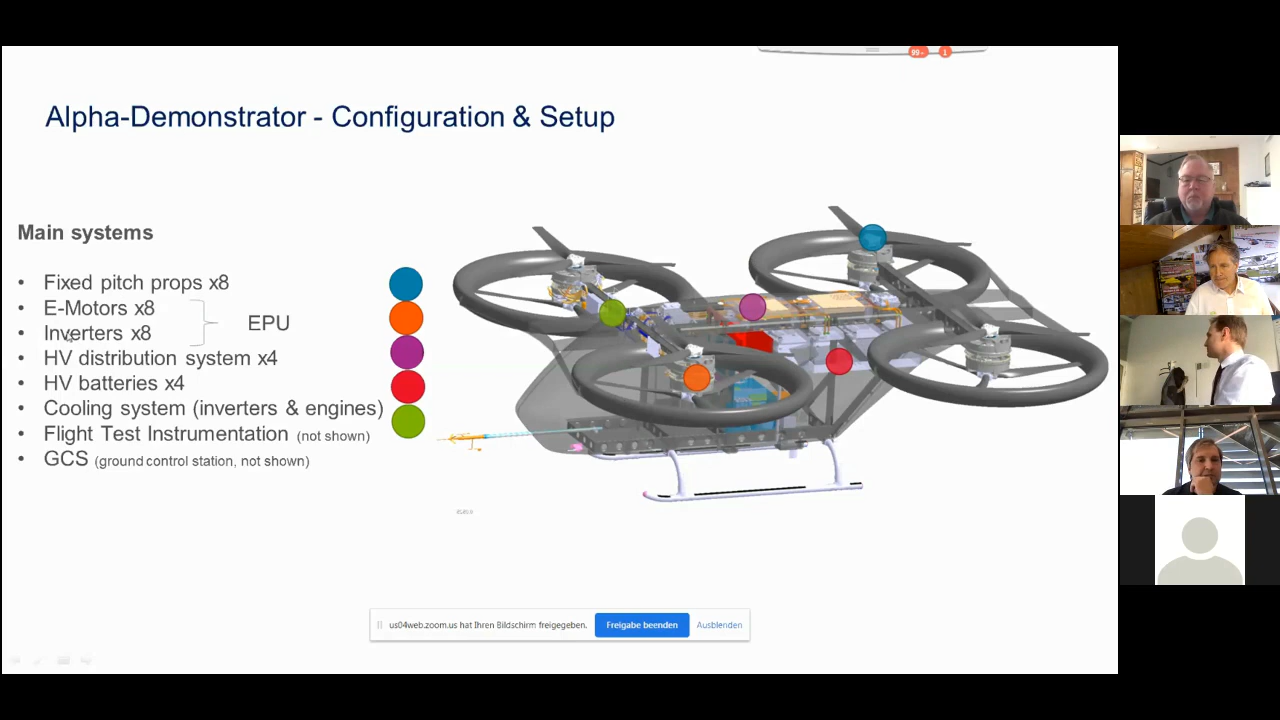 99+ 1
Alpha-Demonstrator - Configuration & Setup
Main systems
• Fixed pitch props x8
• E-Motors x8
• Inverters x8
EPU
• HV distribution system x4
• HV batteries x4
• Cooling system (inverters & engines)
• Flight Test Instrumentation (not shown)
• GCS (ground control station, not shown)
us04web.zoom.us hat Ihren Bildschirm freigegeben. Freigabe beenden Ausblenden